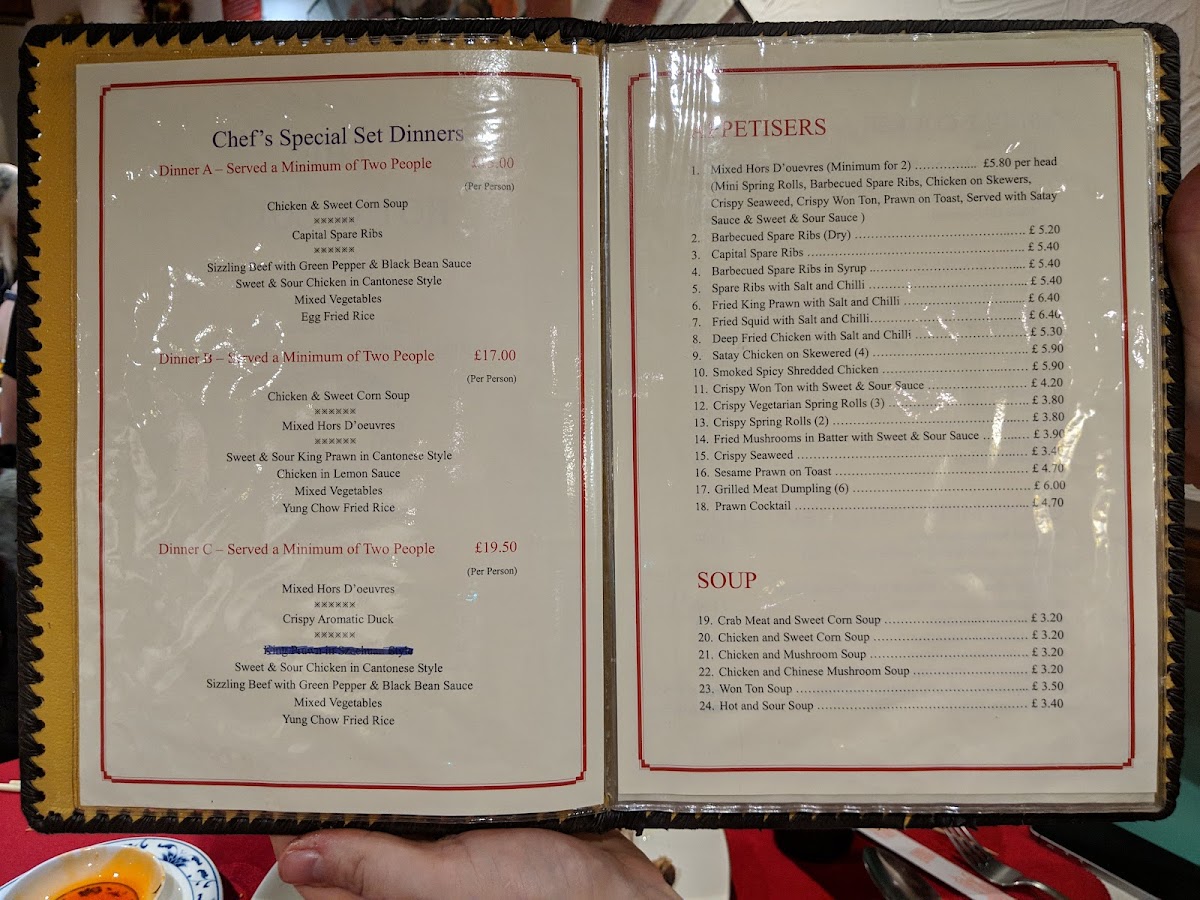 Chef's Special Set Dinners
Dinner A – Served a Minimum of Two People
(Per Person)
Chicken & Sweet Corn Soup
******
Capital Spare Ribs
******
Sizzling Beef with Green Pepper & Black Bean Sauce
Sweet & Sour Chicken in Cantonese Style
Mixed Vegetables
Egg Fried Rice
Dinner B – Served a Minimum of Two People £17.00
(Per Person)
Chicken & Sweet Corn Soup
******
Mixed Hors D'oeuvres
******
Sweet & Sour King Prawn in Cantonese Style
Chicken in Lemon Sauce
Mixed Vegetables
Yung Chow Fried Rice
Dinner C – Served a Minimum of Two People £19.50
(Per Person)
Mixed Hors D'oeuvres
******
Crispy Aromatic Duck
******
Sweet & Sour Chicken in Cantonese Style
Sizzling Beef with Green Pepper & Black Bean Sauce
Mixed Vegetables
Yung Chow Fried Rice
APPETISERS
1. Mixed Hors D'ouevres (Minimum for 2) ................ £5.80 per head
(Mini Spring Rolls, Barbecued Spare Ribs, Chicken on Skewers,
Crispy Seaweed, Crispy Won Ton, Prawn on Toast, Served with Satay
Sauce & Sweet & Sour Sauce )
2. Barbecued Spare Ribs (Dry) ................ £ 5.20
3. Capital Spare Ribs ................ £ 5.40
4. Barbecued Spare Ribs in Syrup ................ £ 5.40
5. Spare Ribs with Salt and Chilli ................ £ 5.40
6. Fried King Prawn with Salt and Chilli ................ £ 6.40
7. Fried Squid with Salt and Chilli................ £ 6.40
8. Deep Fried Chicken with Salt and Chilli ................ £ 5.30
9. Satay Chicken on Skewered (4) ................ £ 5.90
10. Smoked Spicy Shredded Chicken ................ £ 5.90
11. Crispy Won Ton with Sweet & Sour Sauce ................ £ 4.20
12. Crispy Vegetarian Spring Rolls (3) ................ £ 3.80
13. Crispy Spring Rolls (2) ................ £ 3.80
14. Fried Mushrooms in Batter with Sweet & Sour Sauce ............ £ 3.90
15. Crispy Seaweed ................ £ 3.40
16. Sesame Prawn on Toast ................ £ 4.70
17. Grilled Meat Dumpling (6) ................ £ 6.00
18. Prawn Cocktail ................ £ 4.70
SOUP
19. Crab Meat and Sweet Corn Soup ................ £ 3.20
20. Chicken and Sweet Corn Soup ................ £ 3.20
21. Chicken and Mushroom Soup ................ £ 3.20
22. Chicken and Chinese Mushroom Soup ................ £ 3.20
23. Won Ton Soup ................ £ 3.50
24. Hot and Sour Soup ................ £ 3.40